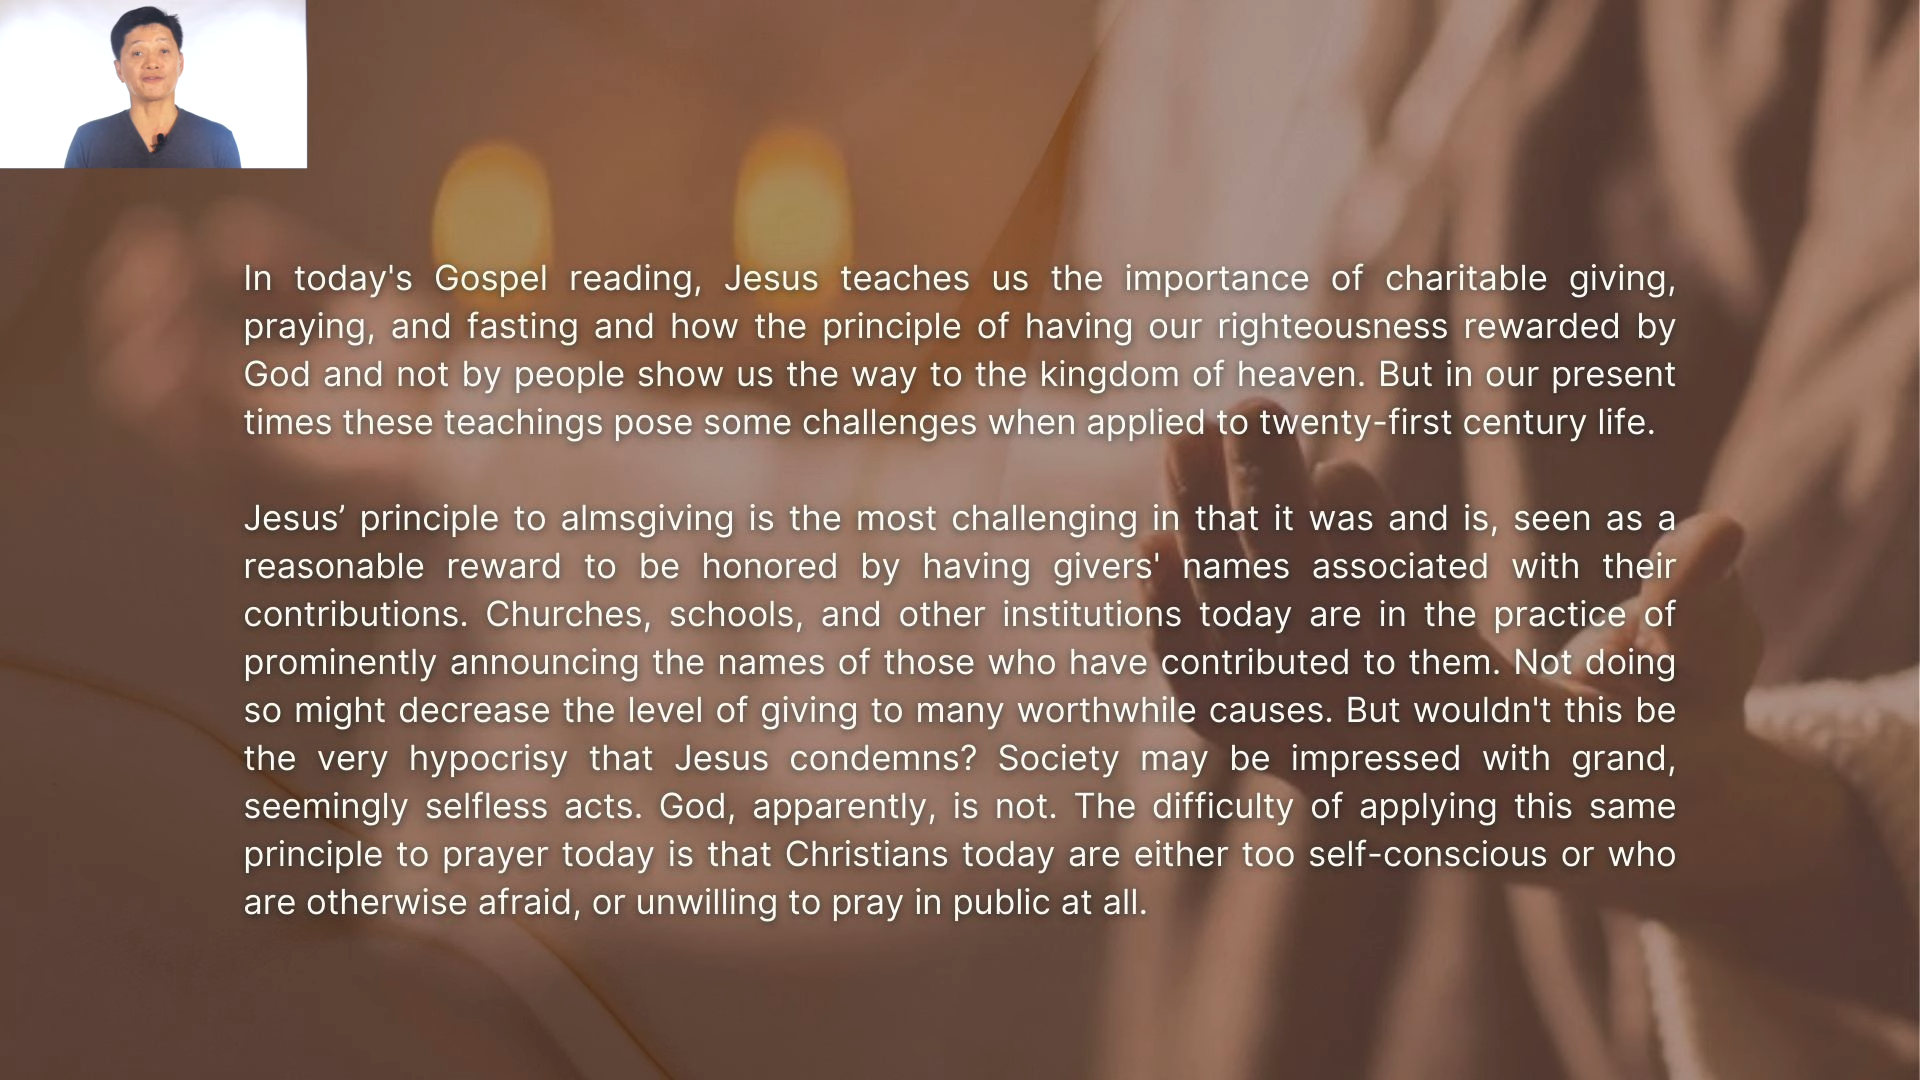 In today's Gospel reading, Jesus teaches us the importance of charitable giving,
praying, and fasting and how the principle of having our righteousness rewarded by
God and not by people show us the way to the kingdom of heaven. But in our present
times these teachings pose some challenges when applied to twenty-first century life.
Jesus’ principle to almsgiving is the most challenging in that it was and is, seen as a
reasonable reward to be honored by having givers' names associated with their
contributions. Churches, schools, and other institutions today are in the practice of
prominently announcing the names of those who have contributed to them. Not doing
so might decrease the level of giving to many worthwhile causes. But wouldn't this be
the very hypocrisy that Jesus condemns? Society may be impressed with grand,
seemingly selfless acts. God, apparently, is not. The difficulty of applying this same
principle to prayer today is that Christians today are either too self-conscious or who
are otherwise afraid, or unwilling to pray in public at all.